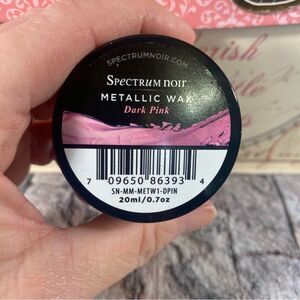 SPECTRUMNOIR.COM
SPECTRUM NOIR
METALLIC WAX
Dark Pink
7 09650 86393 4
SN-MM-METW1-DPIN
20ml/0.7oz